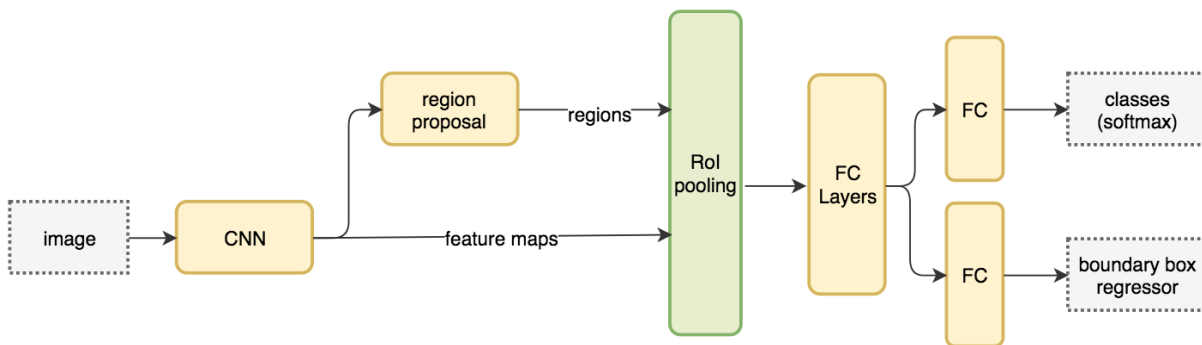 image
CNN
region
proposal
regions
feature maps
RoI
pooling
FC
Layers
FC
classes
(softmax)
FC
boundary box
regressor